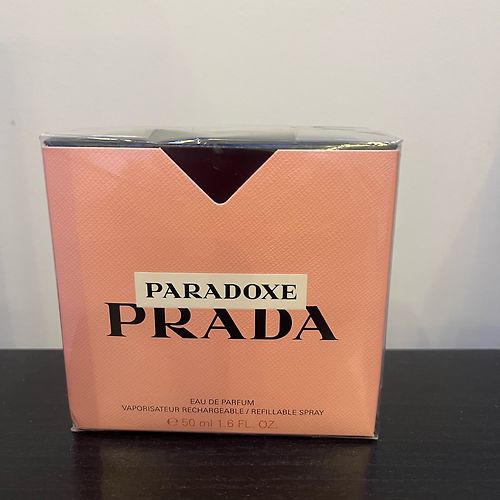 PARADOXE
PRADA
EAU DE PARFUM
VAPORISATEUR RECHARGEABLE / REFILLABLE SPRAY
℮ 50 ml 1.6 FL. OZ.